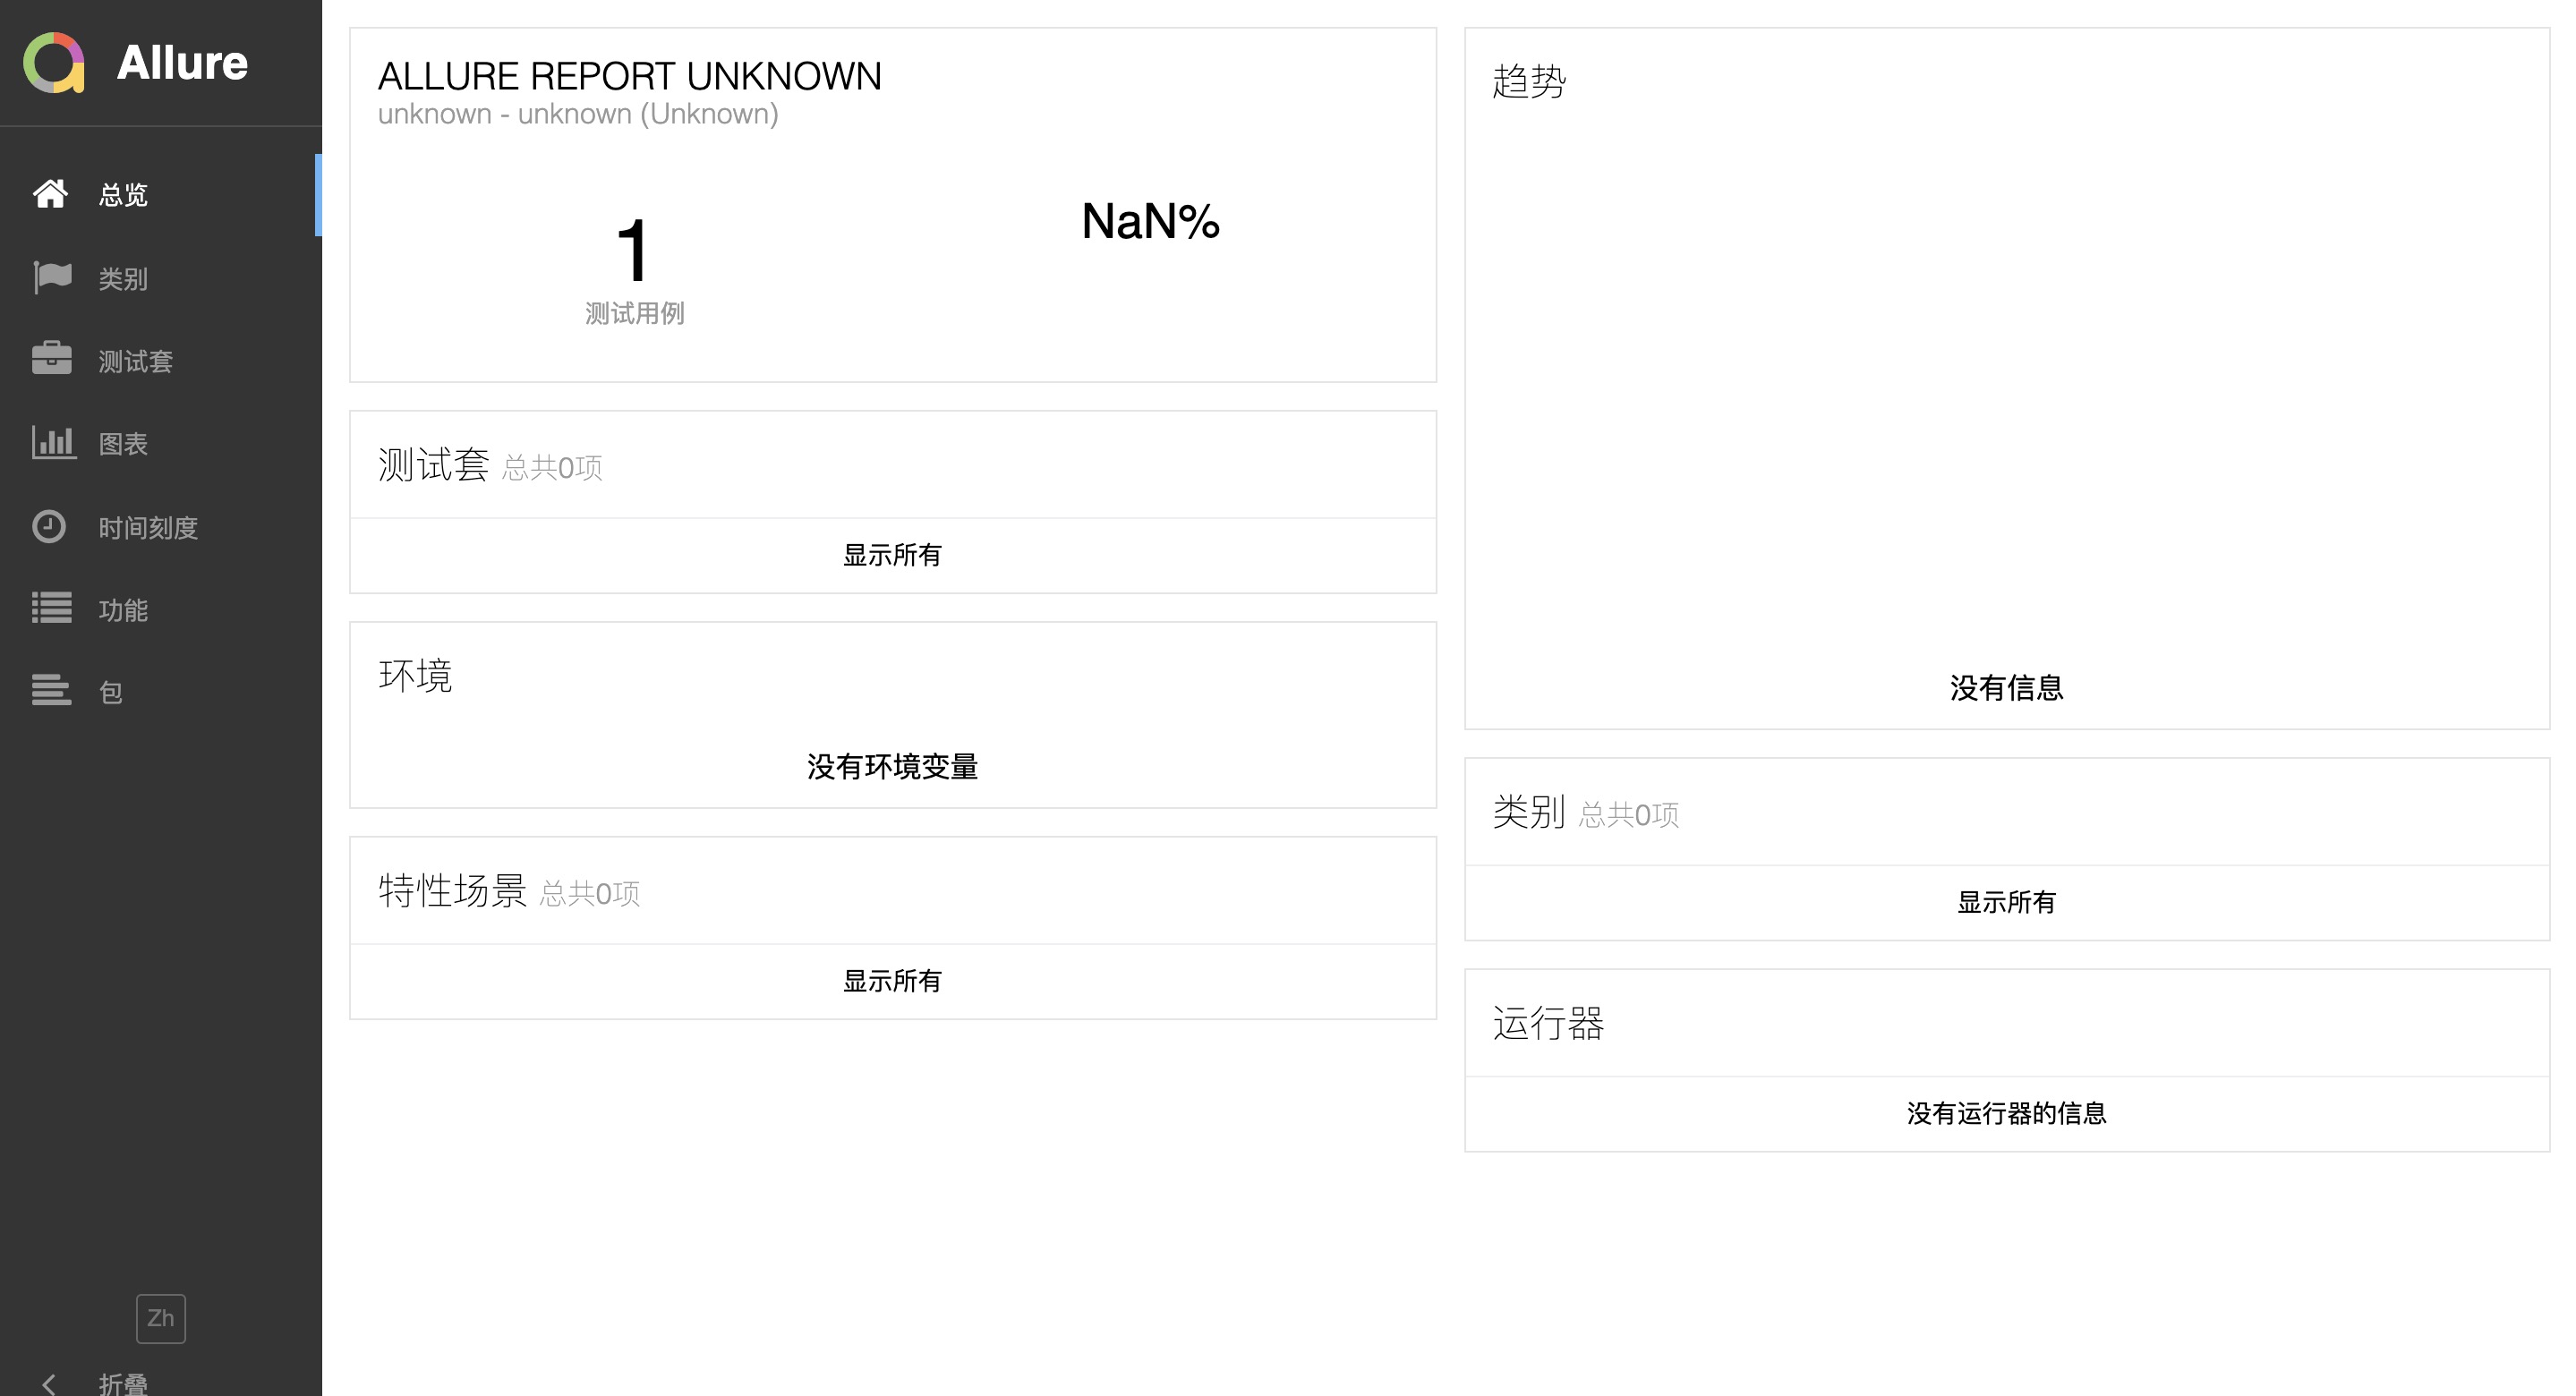 Allure
总览
类别
测试套
图表
时间刻度
功能
包
Zh
折叠
ALLURE REPORT UNKNOWN
unknown - unknown (Unknown)
1
测试用例
NaN%
测试套 总共0项
显示所有
环境
没有环境变量
特性场景 总共0项
显示所有
趋势
没有信息
类别 总共0项
显示所有
运行器
没有运行器的信息